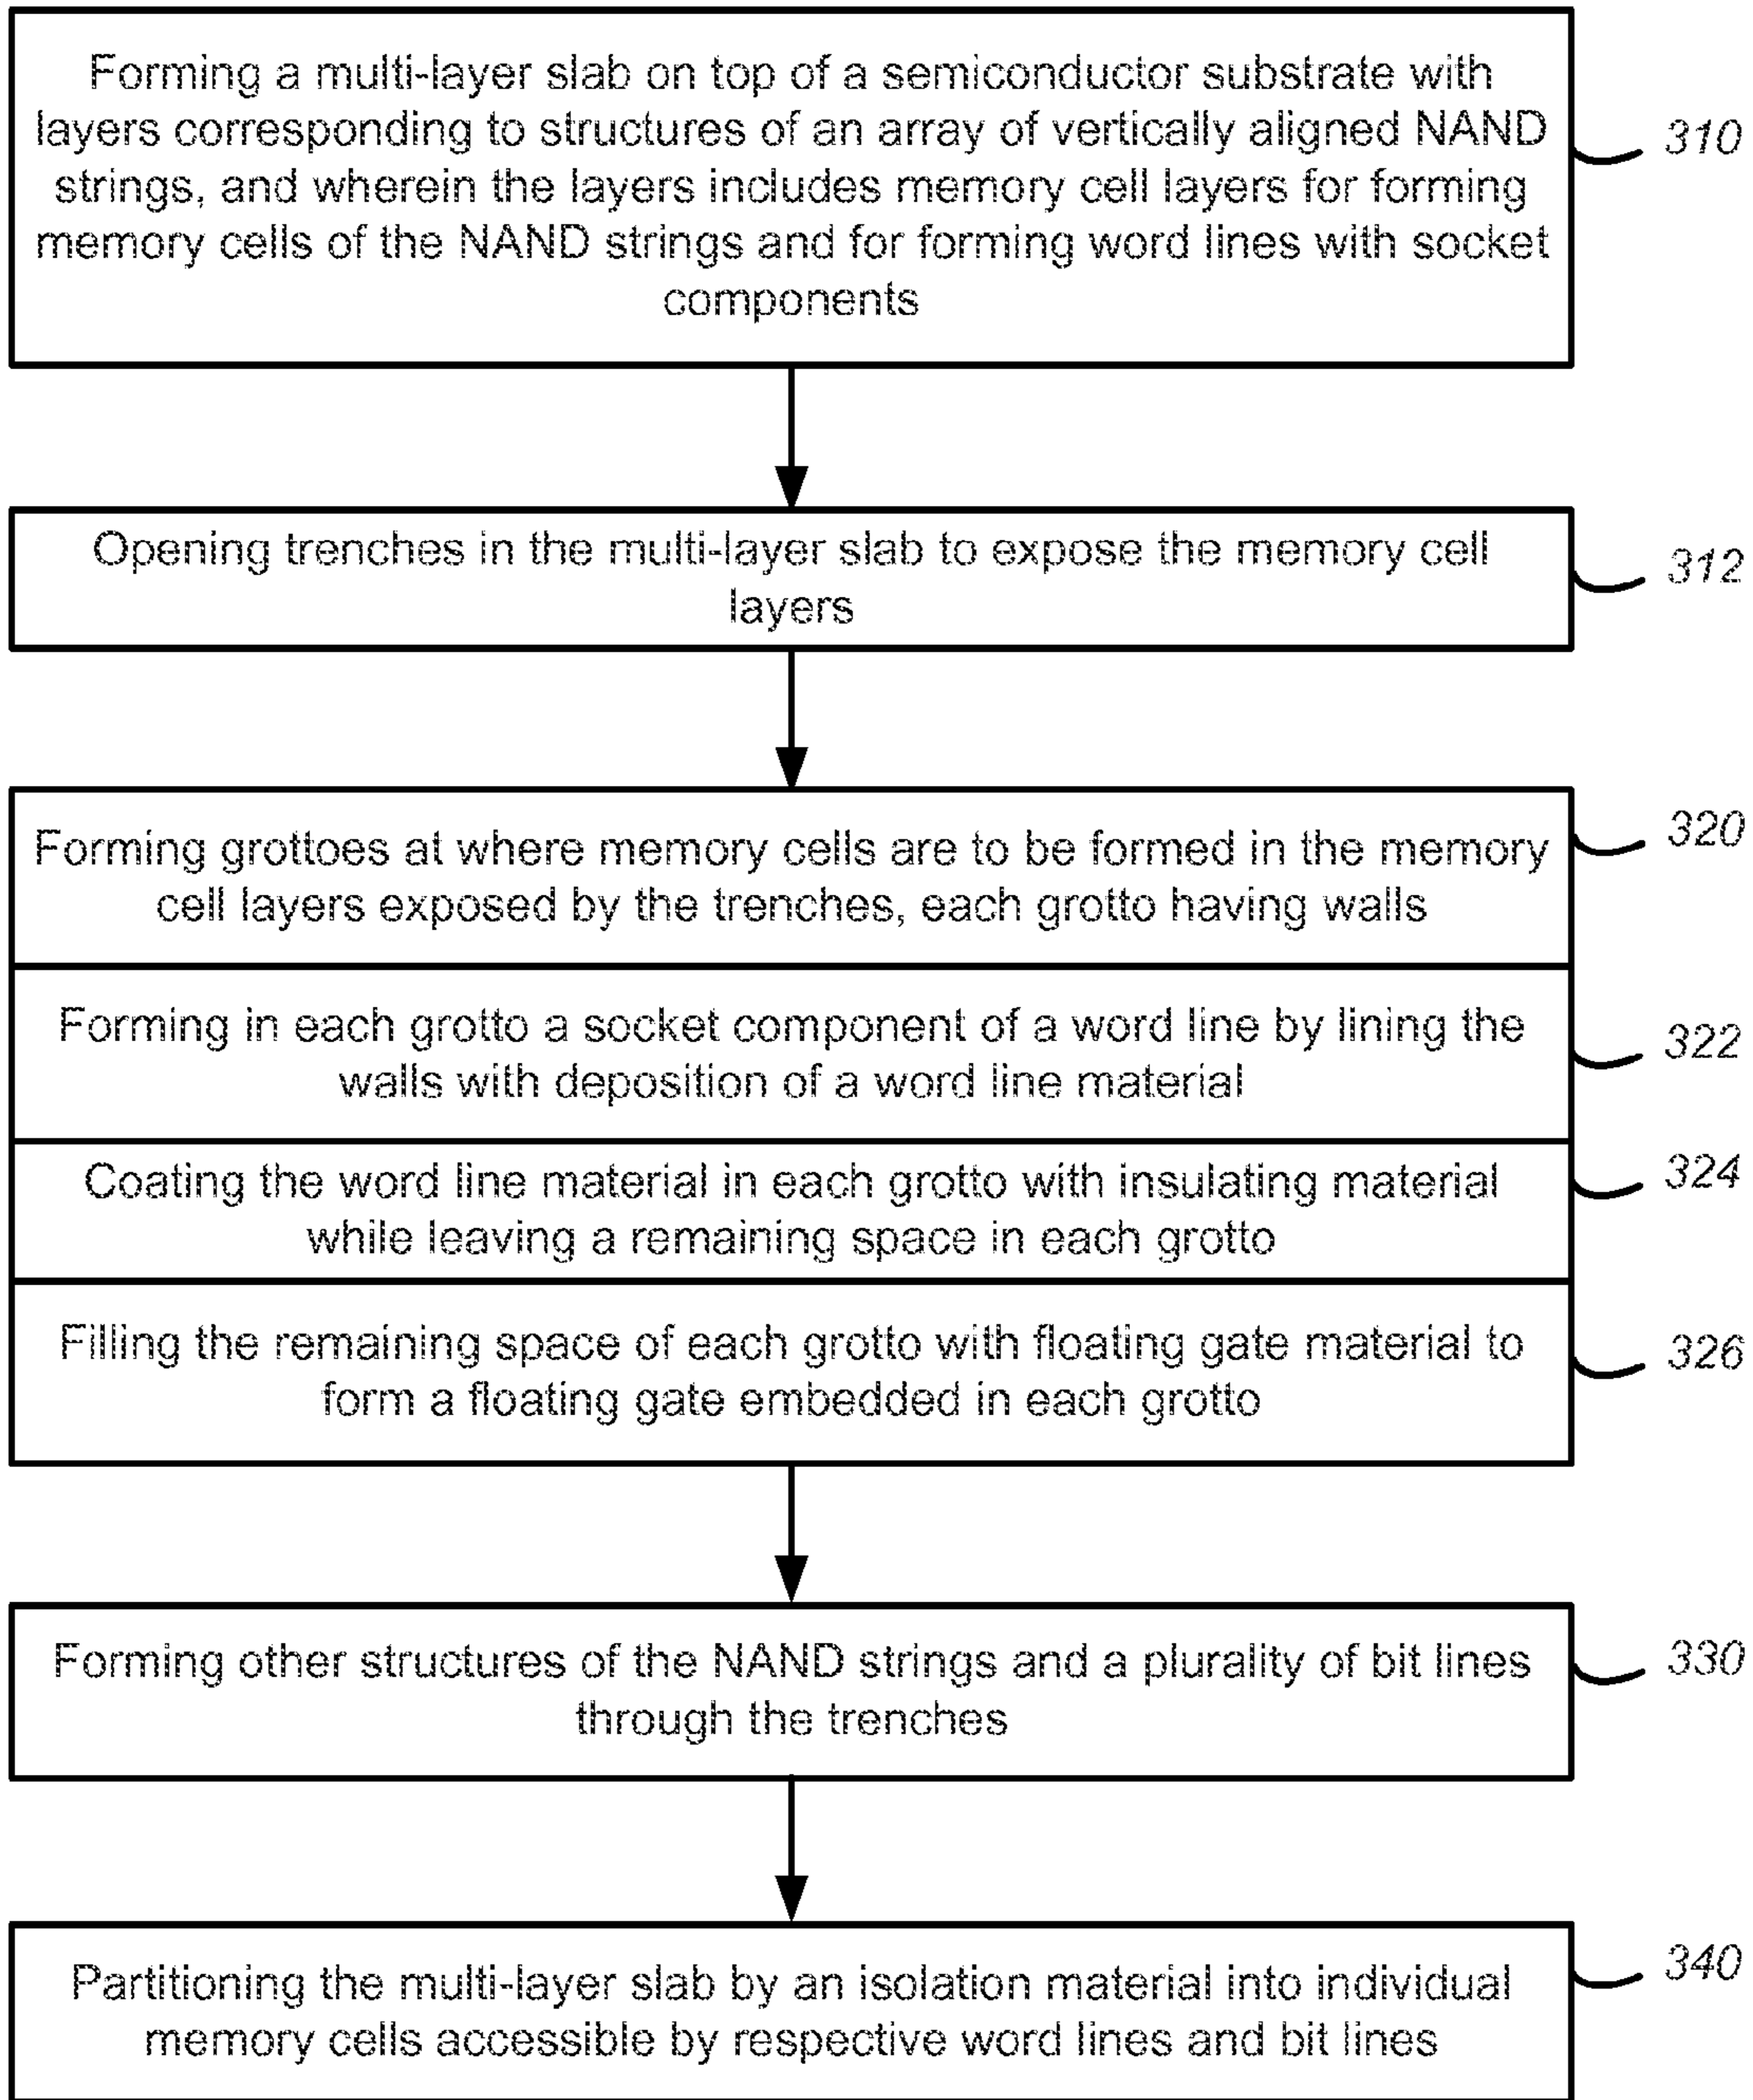 Forming a multi-layer slab on top of a semiconductor substrate with
layers corresponding to structures of an array of vertically aligned NAND
strings, and wherein the layers includes memory cell layers for forming
memory cells of the NAND strings and for forming word lines with socket
components
310
Opening trenches in the multi-layer slab to expose the memory cell
layers
312
Forming grottoes at where memory cells are to be formed in the memory
cell layers exposed by the trenches, each grotto having walls
320
Forming in each grotto a socket component of a word line by lining the
walls with deposition of a word line material
322
Coating the word line material in each grotto with insulating material
while leaving a remaining space in each grotto
324
Filling the remaining space of each grotto with floating gate material to
form a floating gate embedded in each grotto
326
Forming other structures of the NAND strings and a plurality of bit lines
through the trenches
330
Partitioning the multi-layer slab by an isolation material into individual
memory cells accessible by respective word lines and bit lines
340